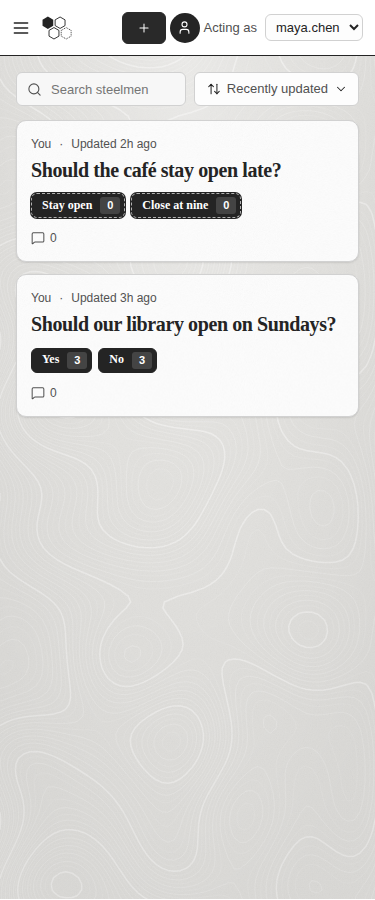 Acting as maya.chen
Search steelmen Recently updated
You · Updated 2h ago
Should the café stay open late?
Stay open 0 Close at nine 0
0
You · Updated 3h ago
Should our library open on Sundays?
Yes 3 No 3
0